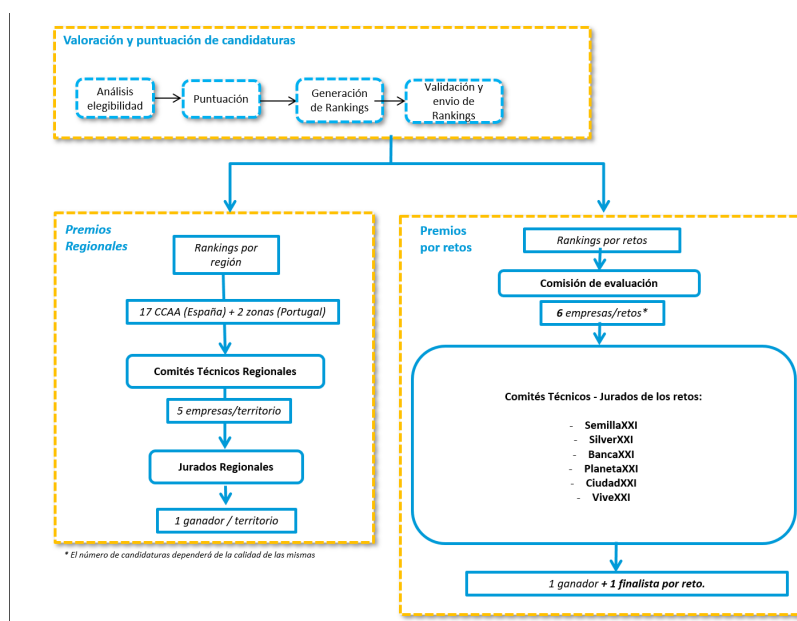 Valoración y puntuación de candidaturas
Análisis
elegibilidad
Puntuación
Generación
de Rankings
Validación y
envio de
Rankings
Premios
Regionales
Rankings por
región
17 CCAA (España) + 2 zonas (Portugal)
Comités Técnicos Regionales
5 empresas/territorio
Jurados Regionales
1 ganador / territorio
* El número de candidaturas dependerá de la calidad de las mismas
Premios
por retos
Rankings por retos
Comisión de evaluación
6 empresas/retos*
Comités Técnicos - Jurados de los retos:
- SemillaXXI
- SilverXXI
- BancaXXI
- PlanetaXXI
- CiudadXXI
- ViveXXI
1 ganador + 1 finalista por reto.